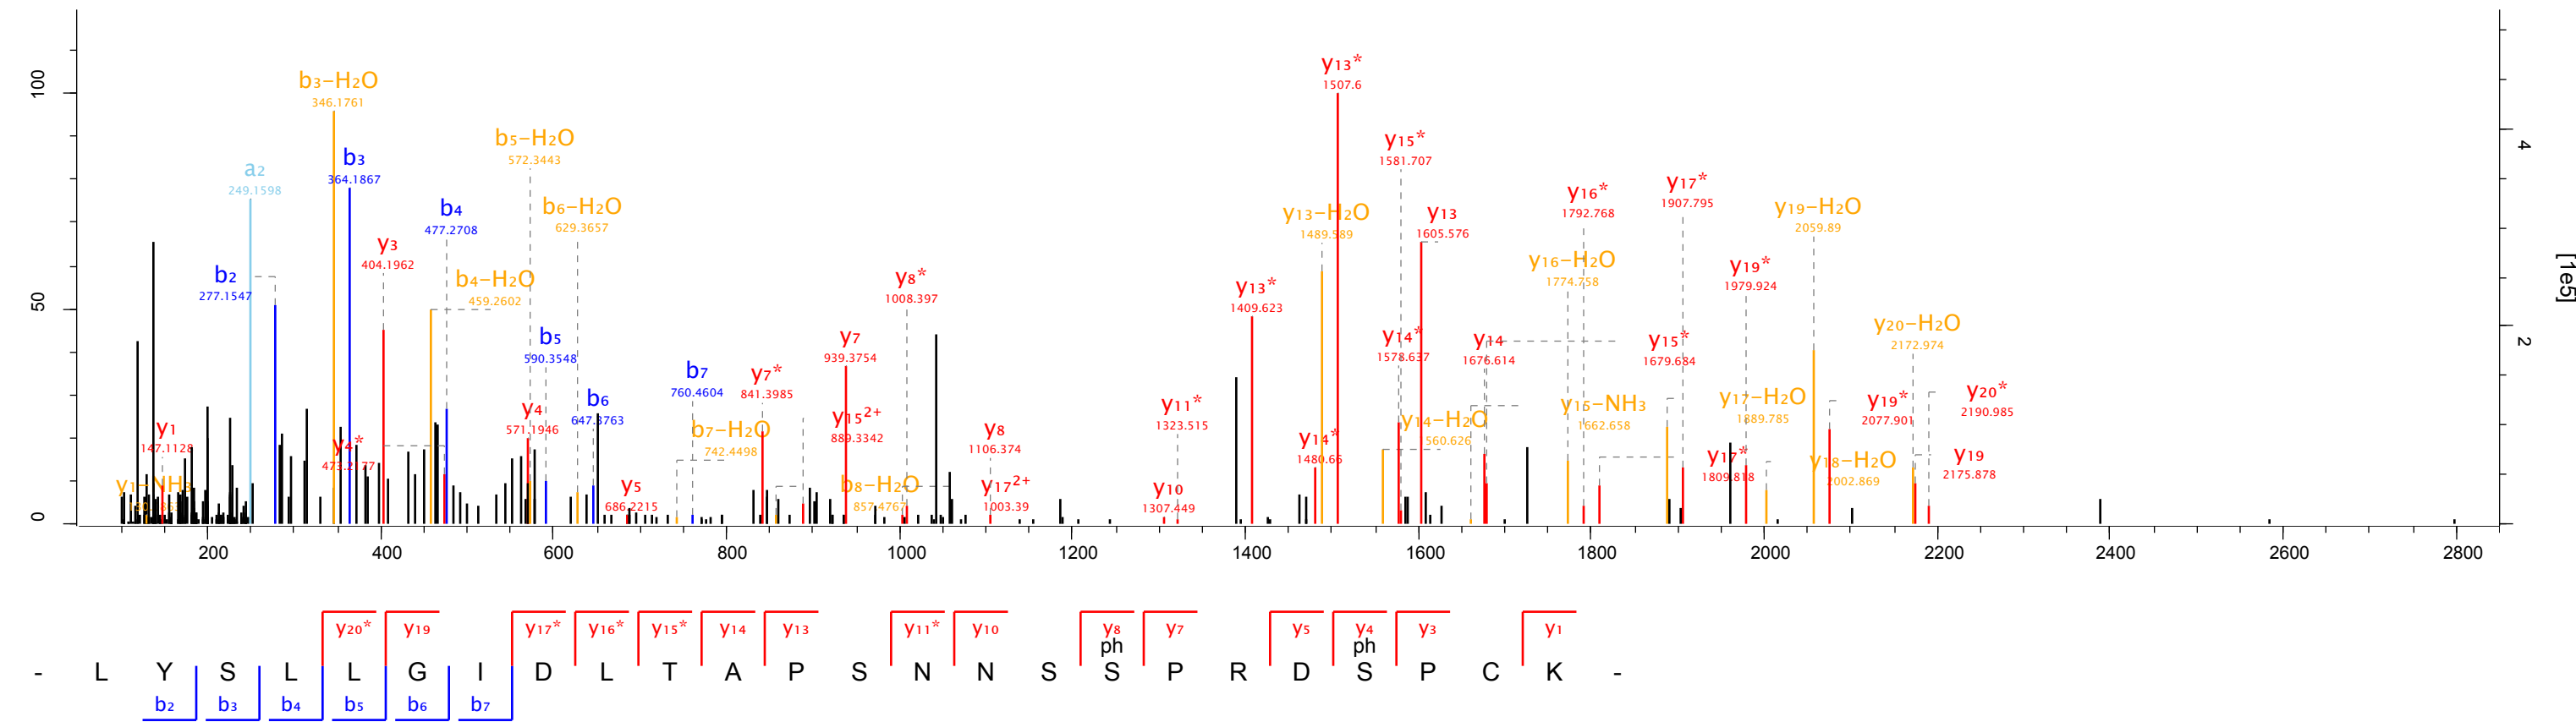 y₁₃*
1507.6
100
b₃-H₂O
346.1761
b₅-H₂O
572.3443
y₁₅*
1581.707
4
b₃
364.1867
a₂
249.1598
y₁₇*
1907.795
y₁₆*
1792.768
b₄
477.2708
b₆-H₂O
629.3657
y₁₃-H₂O
1489.589
y₁₃
1605.576
y₁₉-H₂O
2059.89
y₃
404.1962
y₁₆-H₂O
1774.758
y₁₉*
1979.924
[1e5]
b₂
277.1547
b₄-H₂O
459.2602
y₈*
1008.397
y₁₃*
1409.623
50
b₅
590.3548
y₇
939.3754
y₁₄*
1578.637
y₁₄
1676.614
y₁₅*
1679.684
y₂₀-H₂O
2172.974
2
b₇
760.4604
y₇*
841.3985
b₆
647.3763
y₄
571.1946
y₁₅²⁺
889.3342
y₁₁*
1323.515
y₁₅-NH₃
1662.658
y₁₇-H₂O
1889.785
y₁₉*
2077.901
y₂₀*
2190.985
y₁
147.1128
y₄*
b₇-H₂O
742.4498
y₈
1106.374
y₁₄*
1480.66
y₁₄-H₂O
560.626
y₁₇*
1809.818
y₁₈-H₂O
2002.869
y₁₉
2175.878
y₁-NH₃
y₅
686.2215
b₈-H₂O
857.4767
y₁₇²⁺
1003.39
y₁₀
1307.449
0
0
200 400 600 800 1000 1200 1400 1600 1800 2000 2200 2400 2600 2800
y₂₀* y₁₉ y₁₇* y₁₆* y₁₅* y₁₄ y₁₃ y₁₁* y₁₀ y₈ y₇ y₅ y₄ y₃ y₁
ph ph
- L Y S L L G I D L T A P S N N S S P R D S P C K -
b₂ b₃ b₄ b₅ b₆ b₇